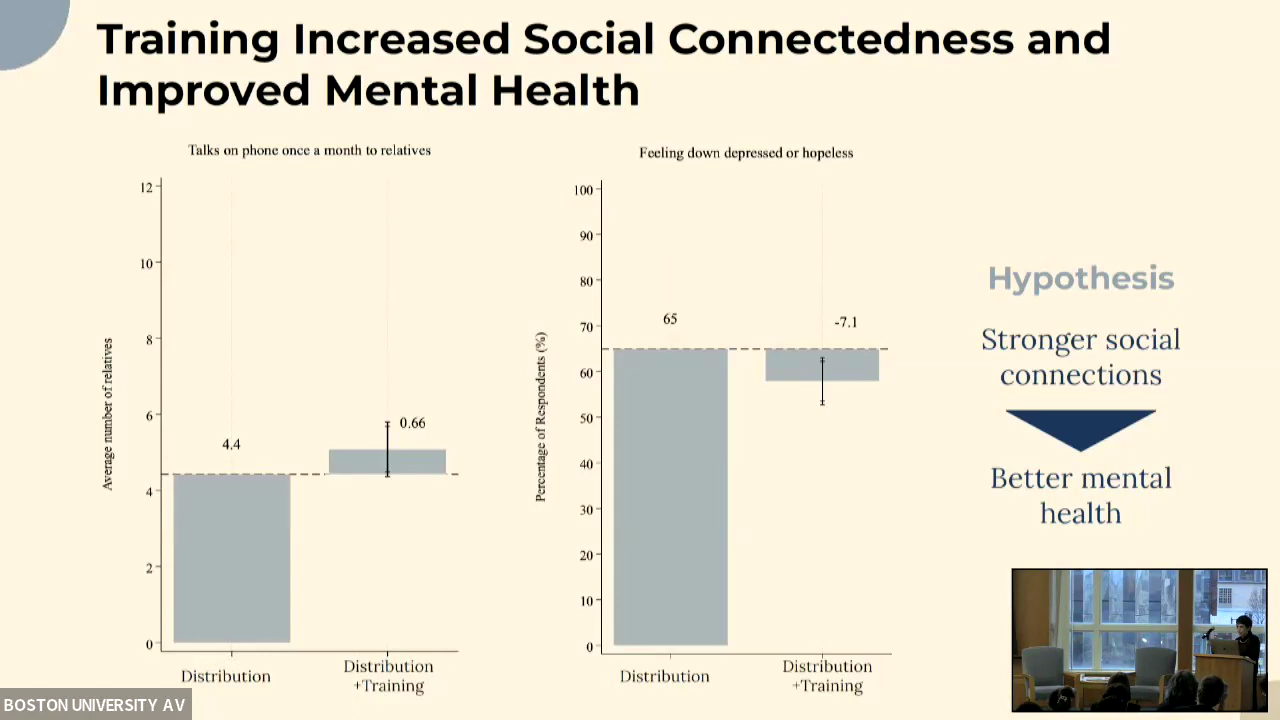 Training Increased Social Connectedness and
Improved Mental Health
Talks on phone once a month to relatives
Average number of relatives
12
10
8
6
4
2
0
4.4
0.66
Distribution
Distribution
+Training
Feeling down depressed or hopeless
Percentage of Respondents (%)
100
90
80
70
60
50
40
30
20
10
0
65
-7.1
Distribution
Distribution
+Training
Hypothesis
Stronger social
connections
Better mental
health
BOSTON UNIVERSITY AV